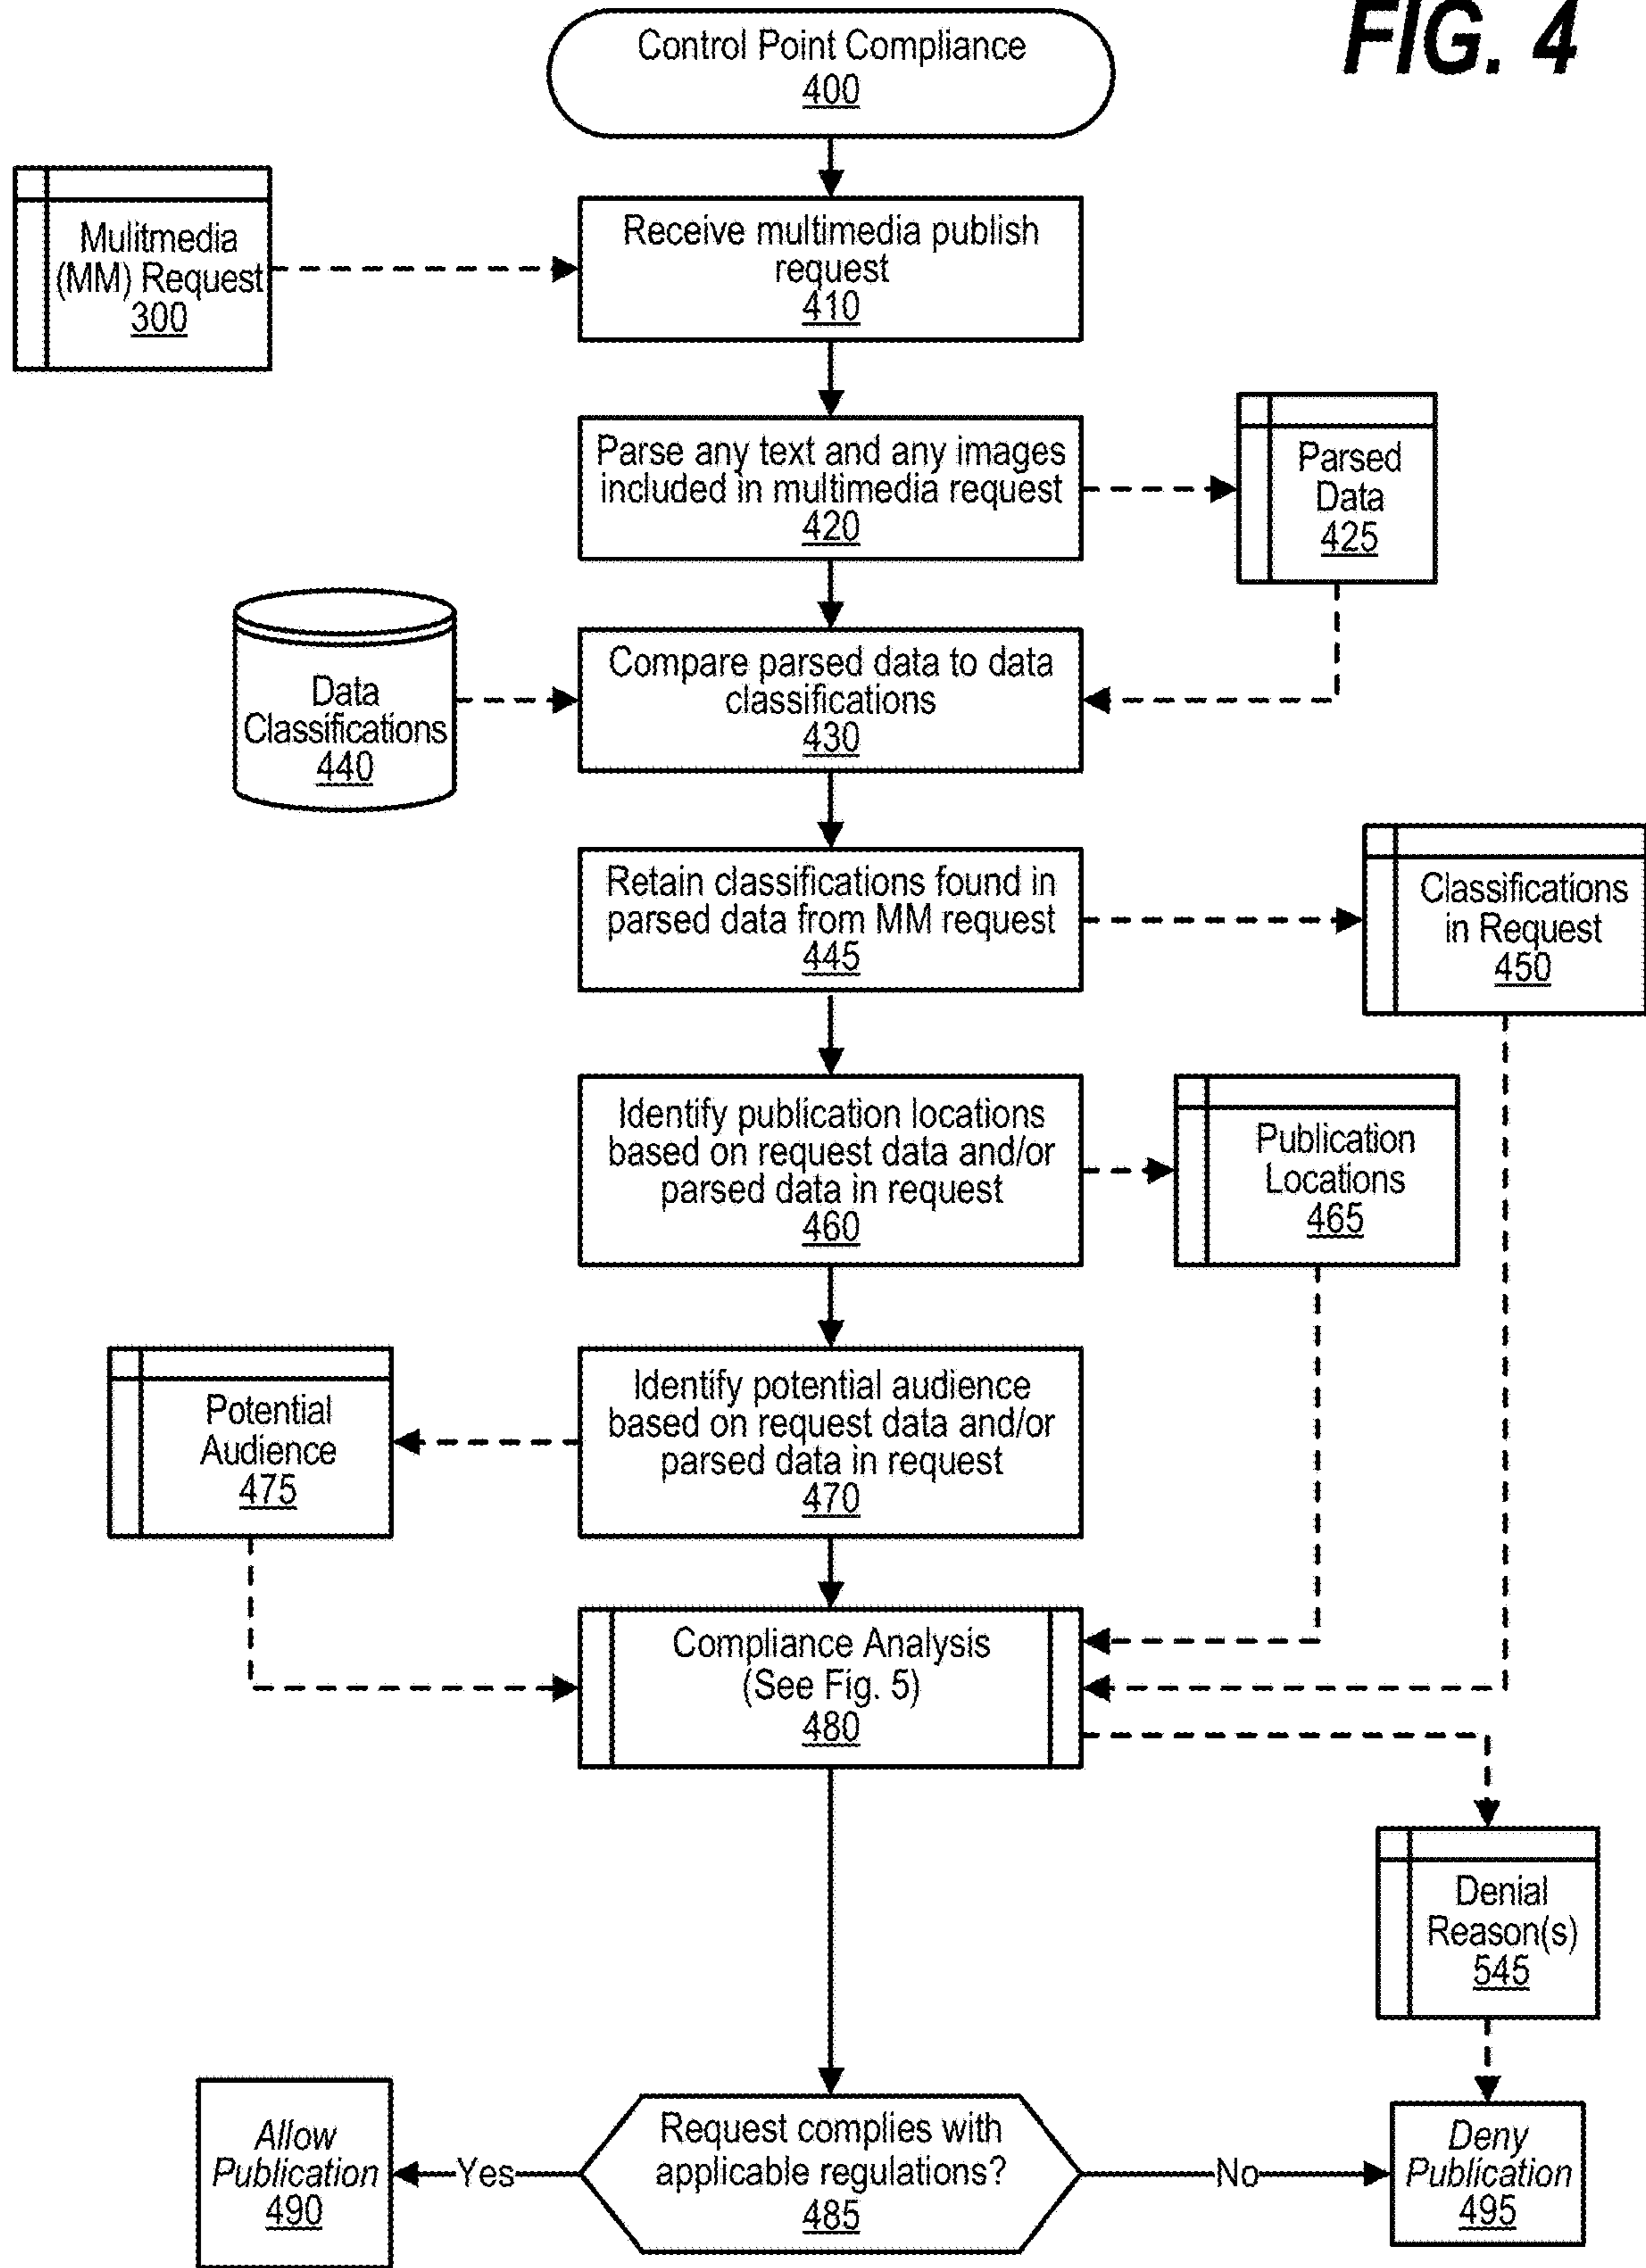 FIG. 4
Control Point Compliance
400
Mulitmedia
(MM) Request
300
Receive multimedia publish
request
410
Parse any text and any images
included in multimedia request
420
Parsed
Data
425
Data
Classifications
440
Compare parsed data to data
classifications
430
Retain classifications found in
parsed data from MM request
445
Classifications
in Request
450
Identify publication locations
based on request data and/or
parsed data in request
460
Publication
Locations
465
Potential
Audience
475
Identify potential audience
based on request data and/or
parsed data in request
470
Compliance Analysis
(See Fig. 5)
480
Denial
Reason(s)
545
Allow
Publication
490
Yes
Request complies with
applicable regulations?
485
No
Deny
Publication
495